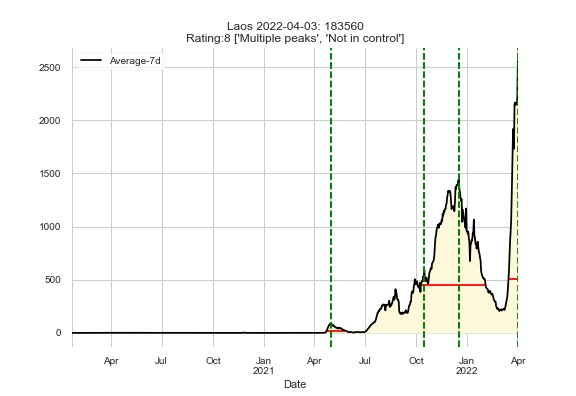 Laos 2022-04-03: 183560
Rating:8 ['Multiple peaks', 'Not in control']
Average-7d
2500
2000
1500
1000
500
0
Apr Jul Oct Jan Apr Jul Oct Jan Apr
2021 2022
Date